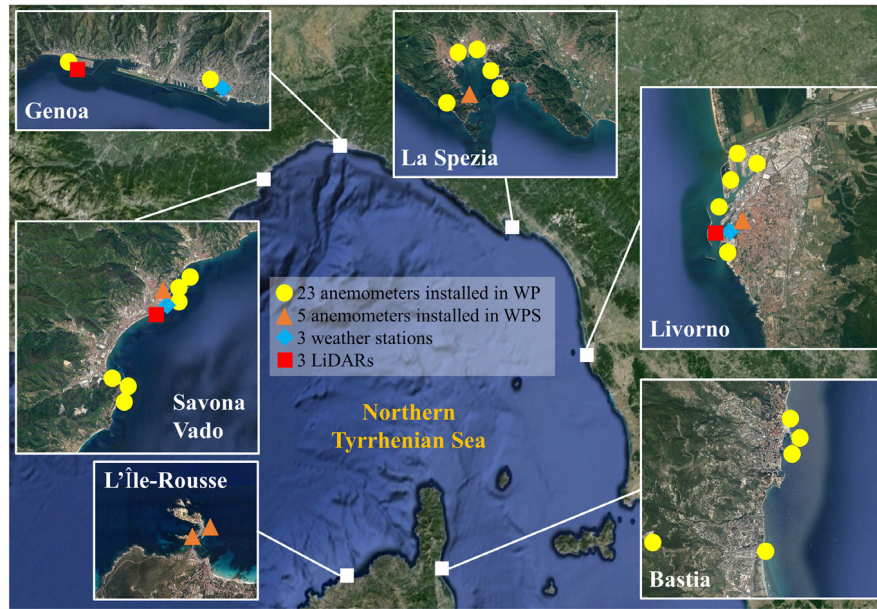 Genoa
La Spezia
Livorno
23 anemometers installed in WP
5 anemometers installed in WPS
3 weather stations
3 LiDARs
Savona
Vado
Northern
Tyrrhenian Sea
L'Île-Rousse
Bastia